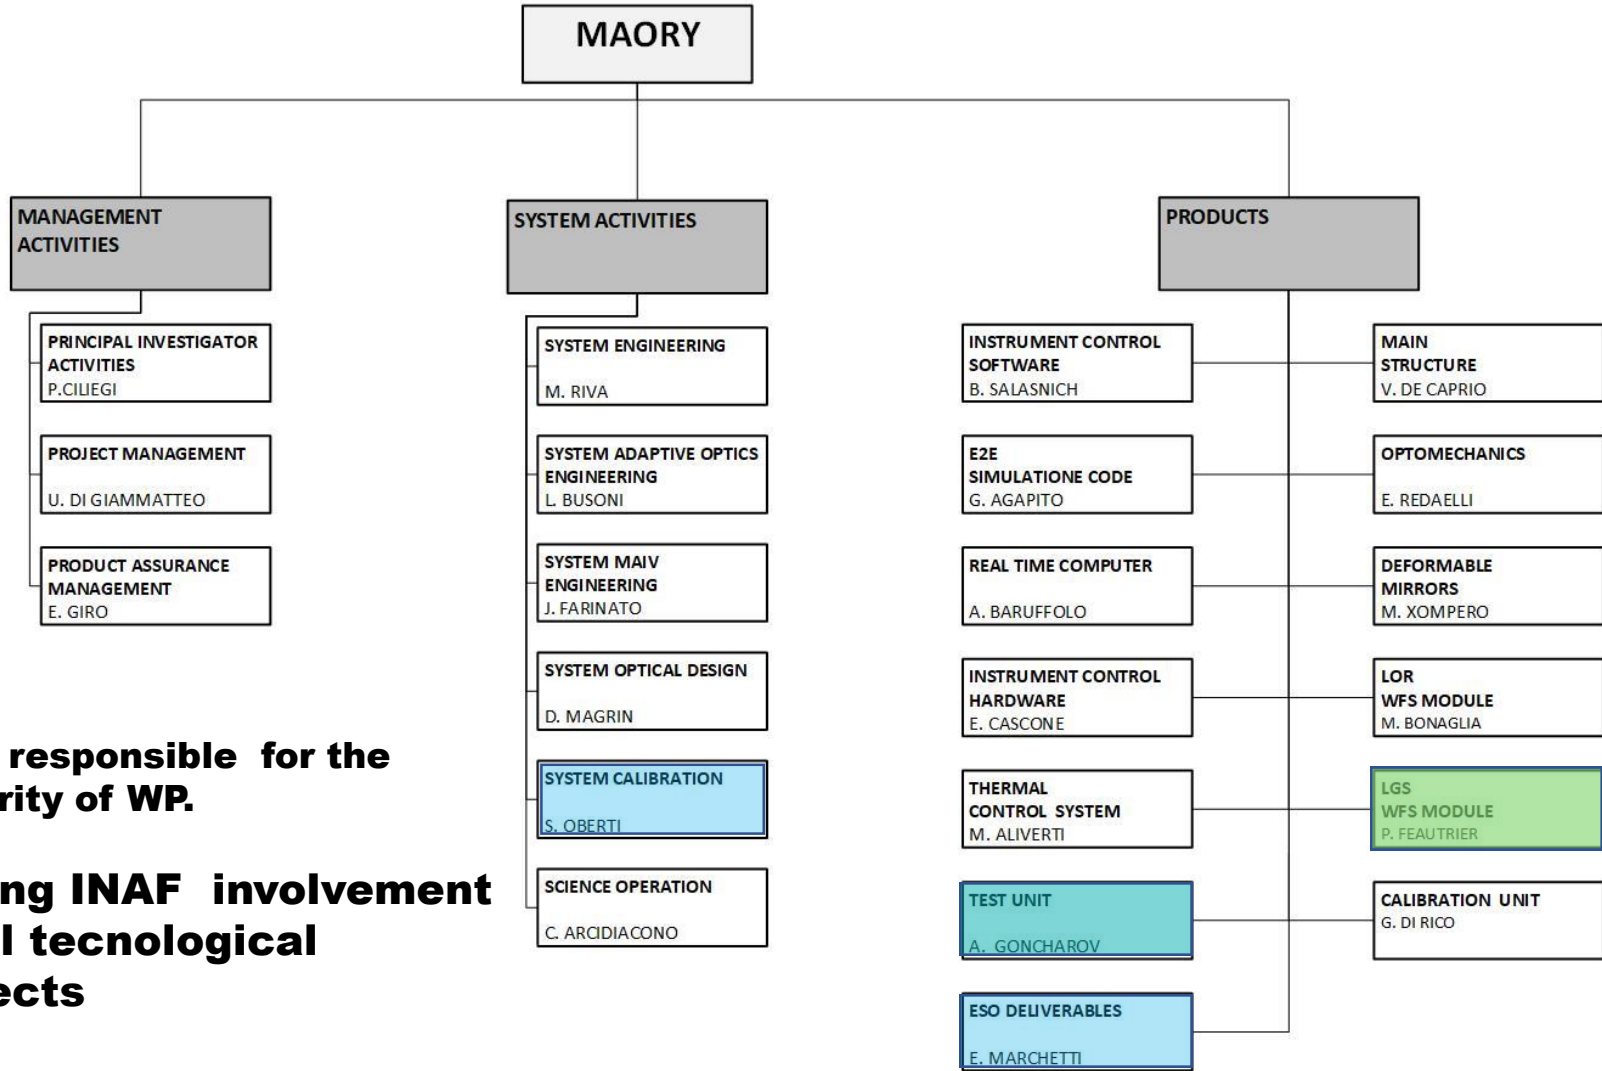 MAORY
MANAGEMENT
ACTIVITIES
PRINCIPAL INVESTIGATOR
ACTIVITIES
P.CILIEGI
PROJECT MANAGEMENT
U. DI GIAMMATTEO
PRODUCT ASSURANCE
MANAGEMENT
E. GIRO
SYSTEM ACTIVITIES
SYSTEM ENGINEERING
M. RIVA
SYSTEM ADAPTIVE OPTICS
ENGINEERING
L. BUSONI
SYSTEM MAIV
ENGINEERING
J. FARINATO
SYSTEM OPTICAL DESIGN
D. MAGRIN
SYSTEM CALIBRATION
S. OBERTI
SCIENCE OPERATION
C. ARCIDIACONO
PRODUCTS
INSTRUMENT CONTROL
SOFTWARE
B. SALASNICH
E2E
SIMULATIONE CODE
G. AGAPITO
REAL TIME COMPUTER
A. BARUFFOLO
INSTRUMENT CONTROL
HARDWARE
E. CASCONE
THERMAL
CONTROL SYSTEM
M. ALIVERTI
TEST UNIT
A. GONCHAROV
ESO DELIVERABLES
E. MARCHETTI
MAIN
STRUCTURE
V. DE CAPRIO
OPTOMECHANICS
E. REDAELLI
DEFORMABLE
MIRRORS
M. XOMPERO
LOR
WFS MODULE
M. BONAGLIA
LGS
WFS MODULE
P. FEAUTRIER
CALIBRATION UNIT
G. DI RICO
responsible for the
rity of WP.
ng INAF involvement
l tecnological
ects